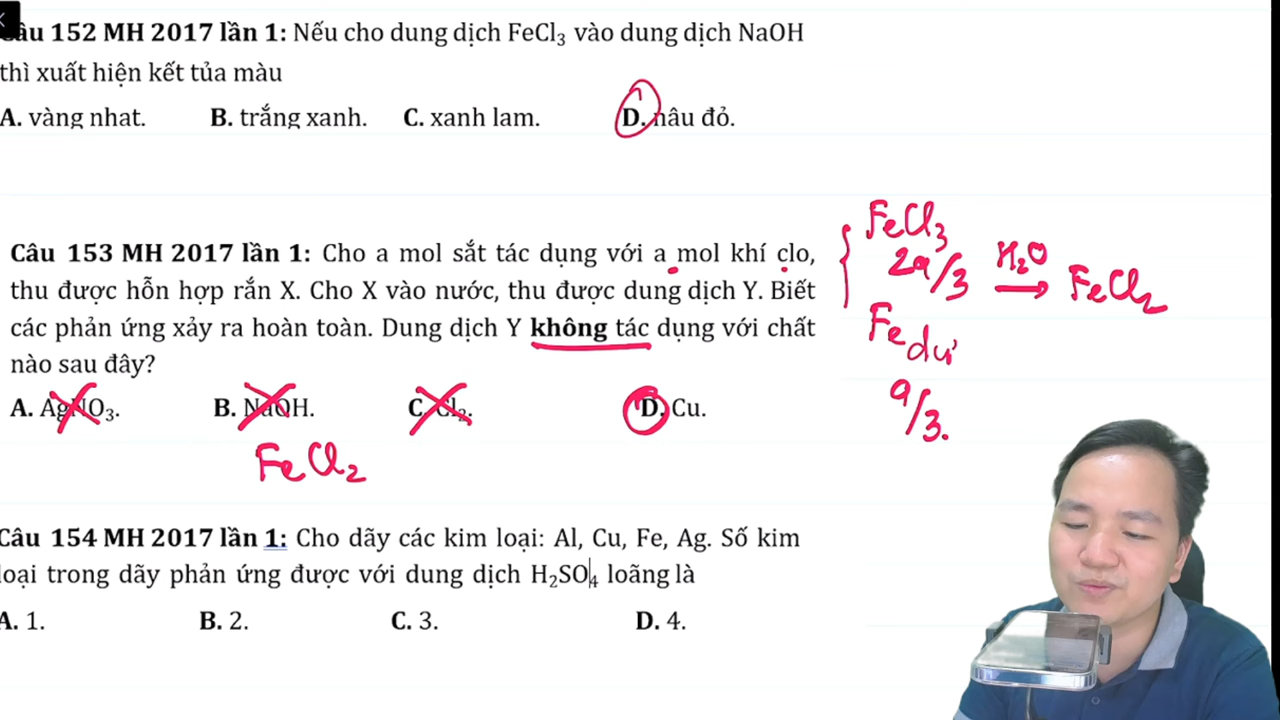 Câu 152 MH 2017 lần 1: Nếu cho dung dịch FeCl₃ vào dung dịch NaOH
thì xuất hiện kết tủa màu
A. vàng nhạt. B. trắng xanh. C. xanh lam. D. nâu đỏ.
Câu 153 MH 2017 lần 1: Cho a mol sắt tác dụng với a mol khí clo,
thu được hỗn hợp rắn X. Cho X vào nước, thu được dung dịch Y. Biết
các phản ứng xảy ra hoàn toàn. Dung dịch Y không tác dụng với chất
nào sau đây?
A. AgNO₃. B. NaOH. C. Cl₂. D. Cu.
FeCl₂
FeCl₃
2a/3 H₂O → FeCl₂
Fe dư
a/3.
Câu 154 MH 2017 lần 1: Cho dãy các kim loại: Al, Cu, Fe, Ag. Số kim
loại trong dãy phản ứng được với dung dịch H₂SO₄ loãng là
A. 1. B. 2. C. 3. D. 4.